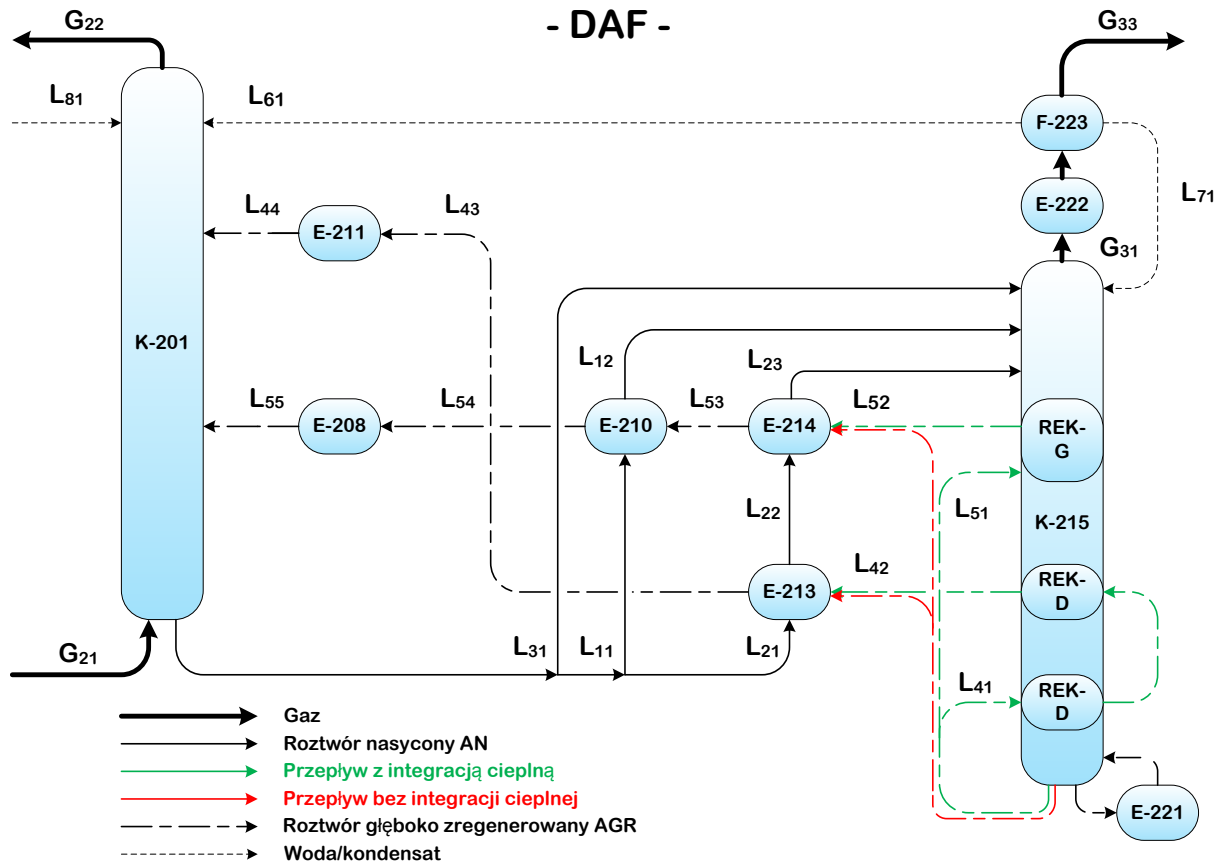 - DAF -
G22
G33
L81
L61
F-223
L71
E-222
L44
E-211
L43
G31
K-201
L12
L23
L55
E-208
L54
E-210
L53
E-214
L52
REK-
G
L51
K-215
L22
L42
E-213
REK-
D
G21
L31
L11
L21
L41
REK-
D
E-221
Gaz
Roztwór nasycony AN
Przepływ z integracją cieplną
Przepływ bez integracji cieplnej
Roztwór głęboko zregenerowany AGR
Woda/kondensat